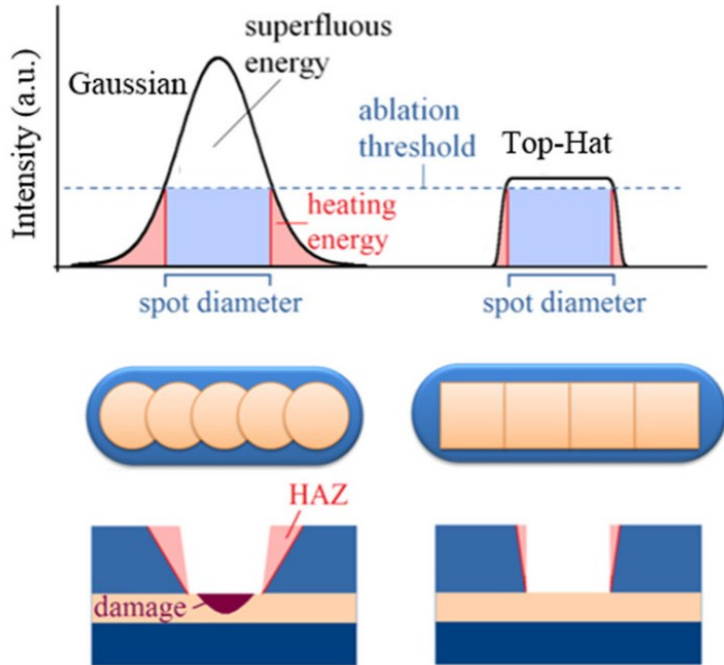 Intensity (a.u.)
Gaussian
superfluous
energy
ablation
threshold
Top-Hat
heating
energy
spot diameter
spot diameter
HAZ
damage